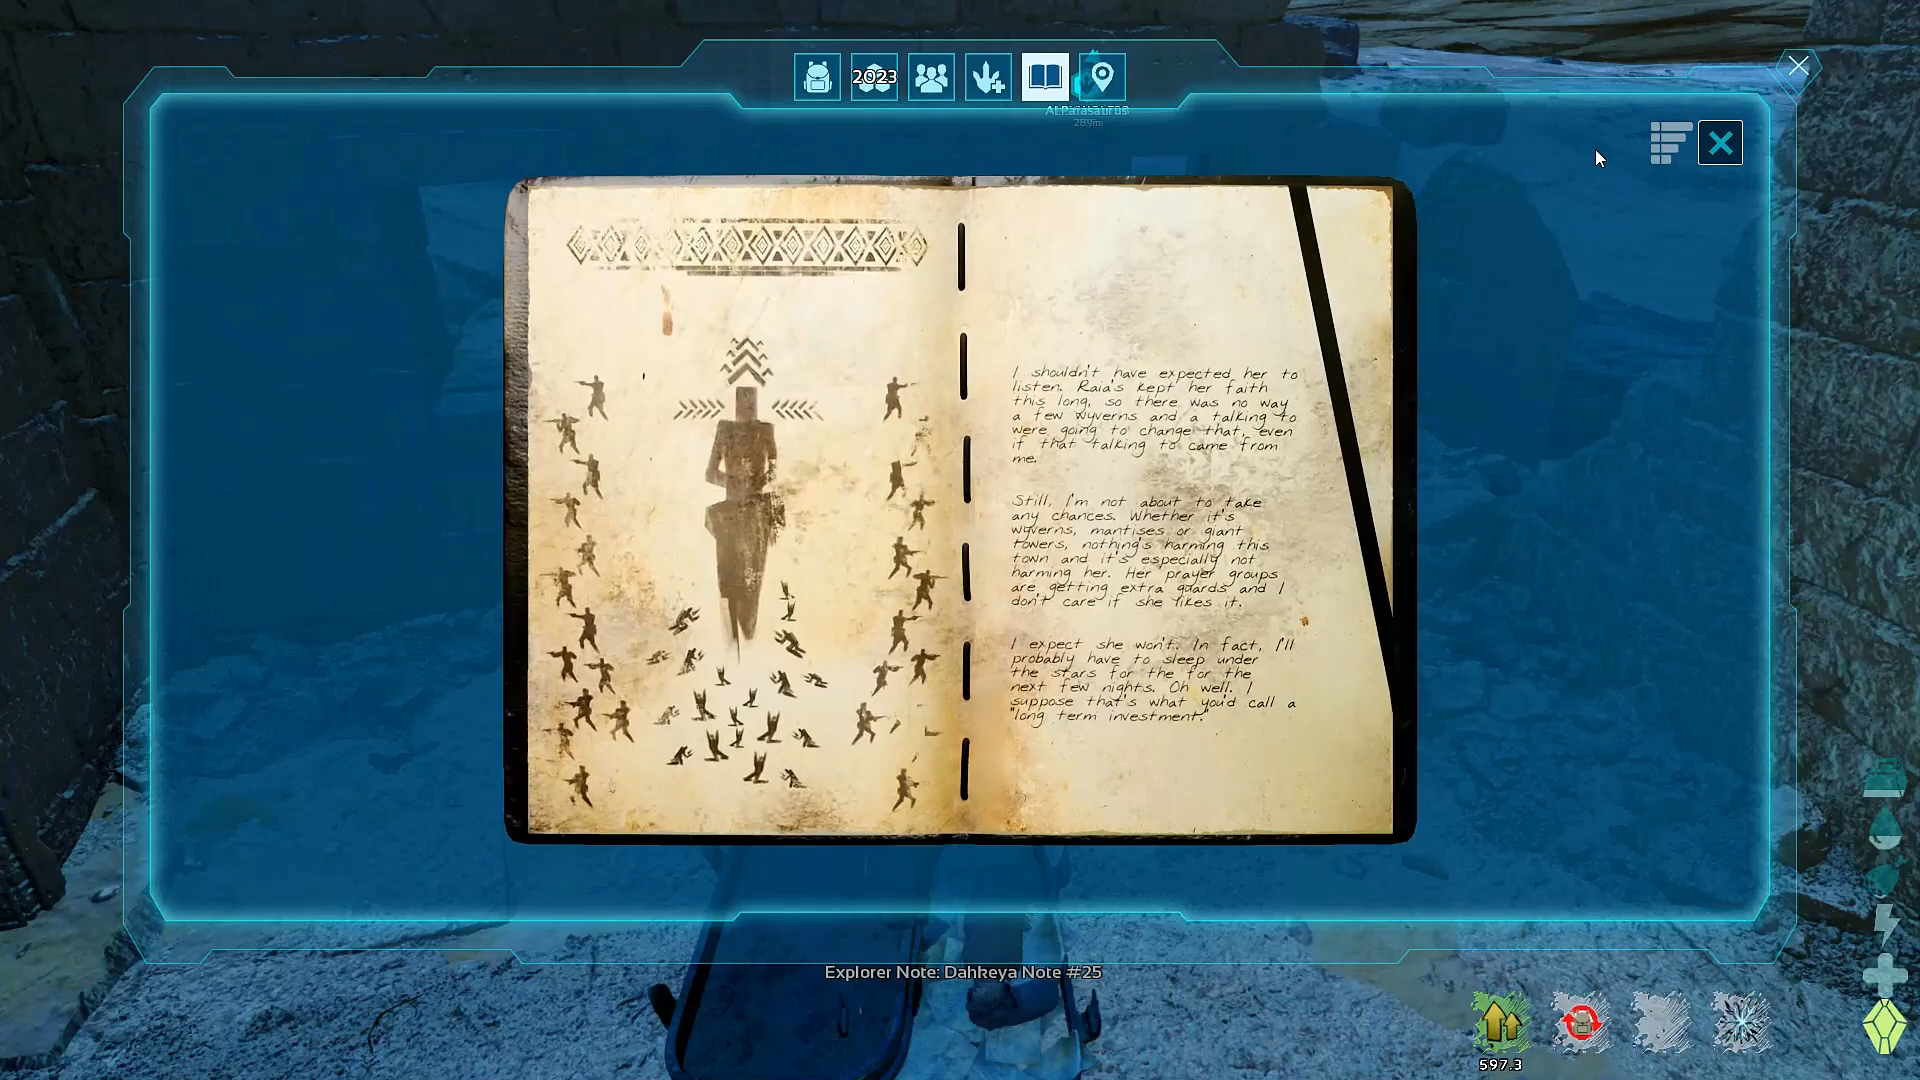 2023
ALParasaurus
289m
I shouldn't have expected her to
listen. Raia's kept her faith
this long, so there was no way
a few wyverns and a talking to
were going to change that, even
if that talking to came from
me.
Still, I'm not about to take
any chances. Whether it's
wyverns, mantises or giant
towers, nothing's harming this
town and it's especially not
harming her. Her prayer groups
are getting extra guards and I
don't care if she likes it.
I expect she won't. In fact, I'll
probably have to sleep under
the stars for the for the
next few nights. Oh well. I
suppose that's what you'd call a
"long term investment."
Explorer Note: Dahkeya Note #25
597.3